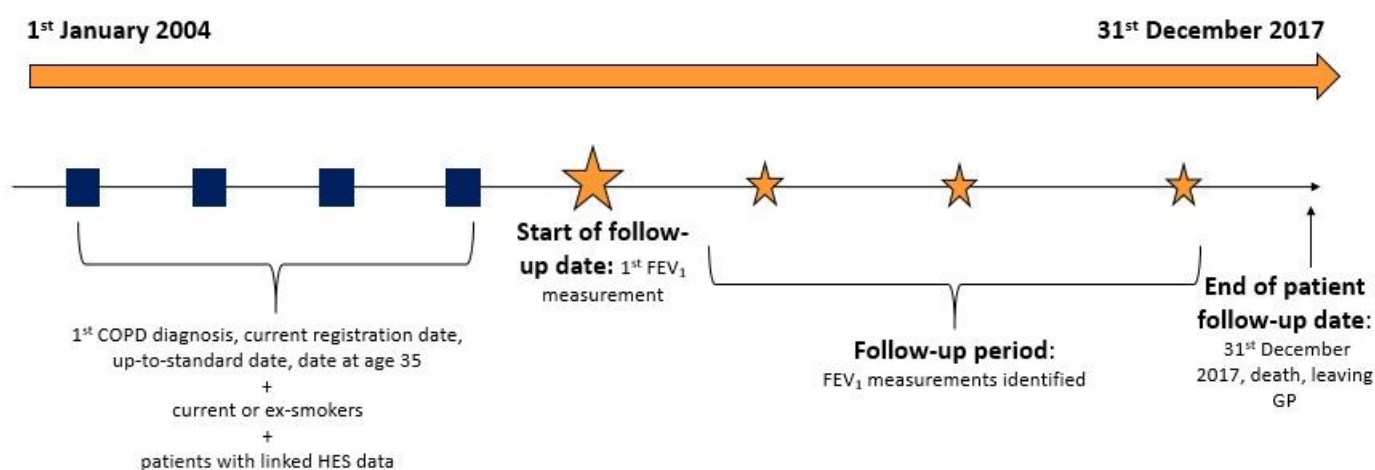 1st January 2004
31st December 2017
1st COPD diagnosis, current registration date,
up-to-standard date, date at age 35
+
current or ex-smokers
+
patients with linked HES data
Start of follow-
up date: 1st FEV1
measurement
Follow-up period:
FEV1 measurements identified
End of patient
follow-up date:
31st December
2017, death, leaving
GP